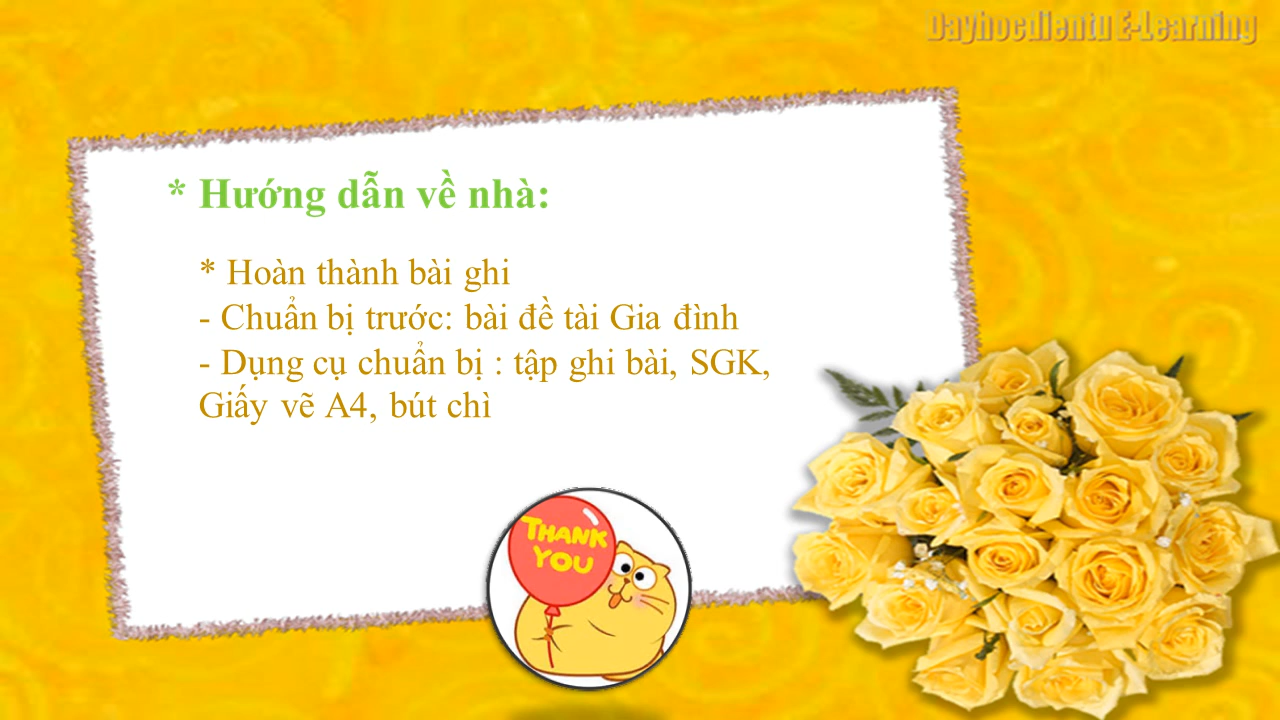 Dayhocdientu E-Learning
* Hướng dẫn về nhà:
* Hoàn thành bài ghi
- Chuẩn bị trước: bài đề tài Gia đình
- Dụng cụ chuẩn bị : tập ghi bài, SGK,
Giấy vẽ A4, bút chì
THANK
YOU